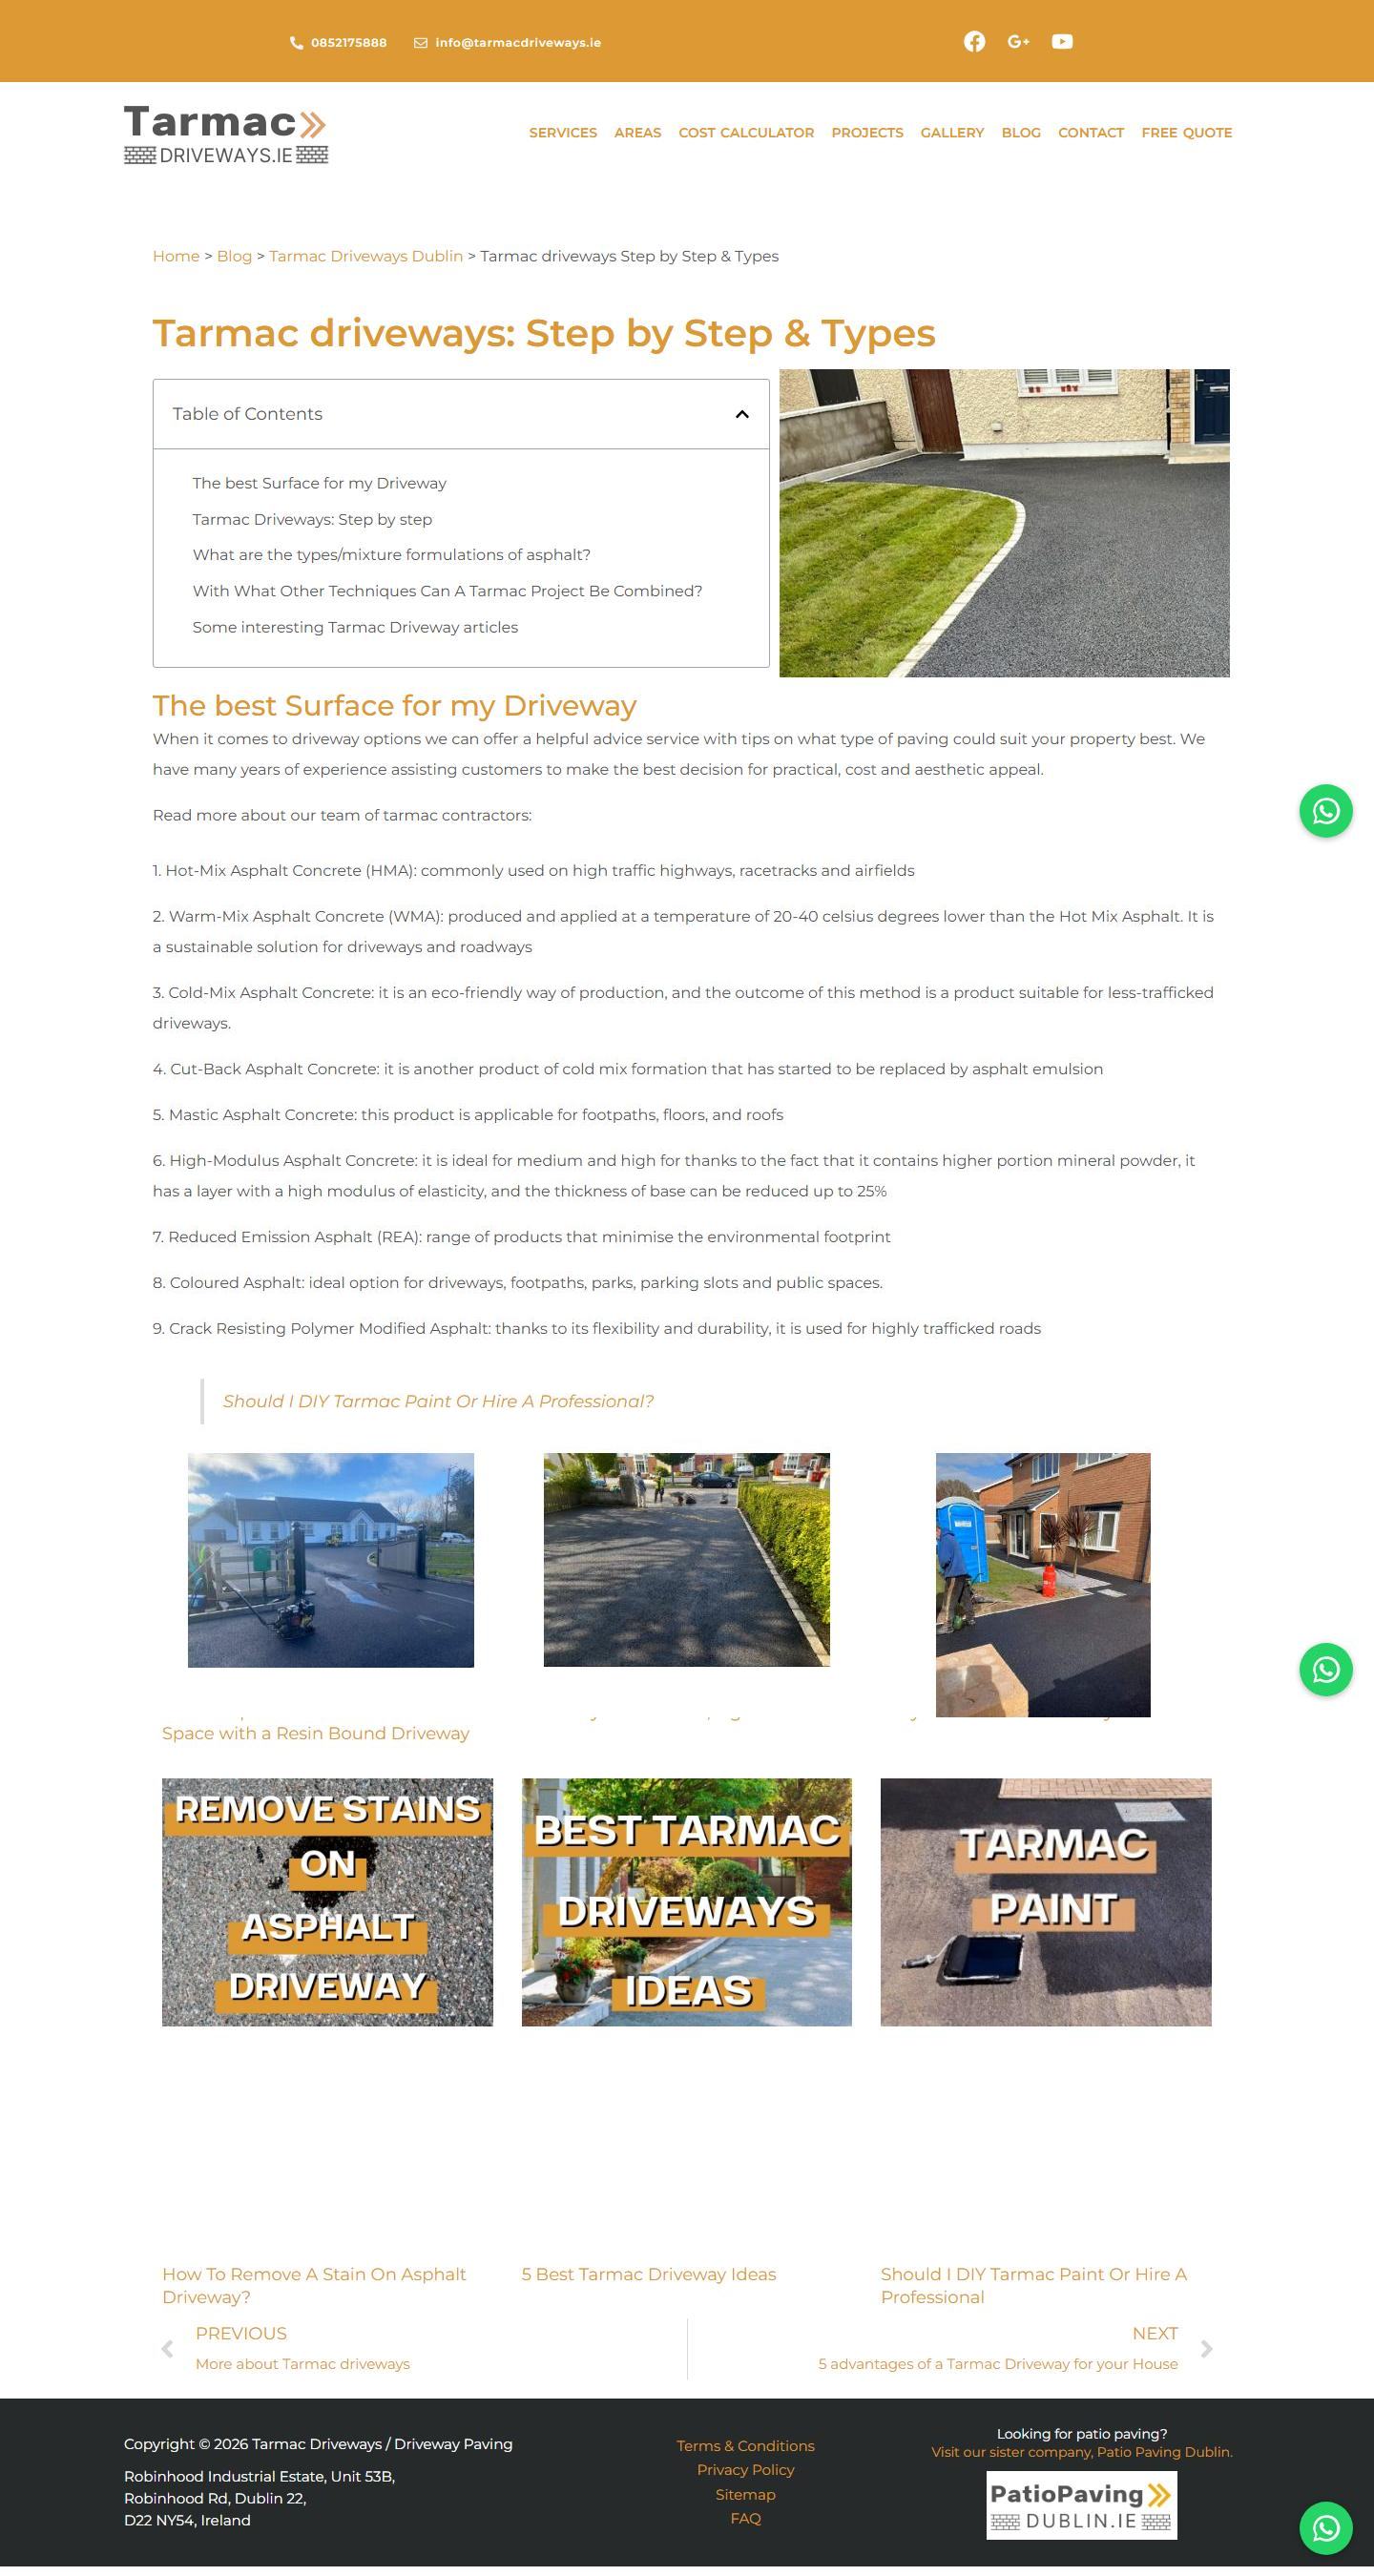 0852175888 info@tarmacdriveways.ie
Tarmac
DRIVEWAYS.IE
SERVICES AREAS COST CALCULATOR PROJECTS GALLERY BLOG CONTACT FREE QUOTE
Home > Blog > Tarmac Driveways Dublin > Tarmac driveways Step by Step & Types
Tarmac driveways: Step by Step & Types
Table of Contents
The best Surface for my Driveway
Tarmac Driveways: Step by step
What are the types/mixture formulations of asphalt?
With What Other Techniques Can A Tarmac Project Be Combined?
Some interesting Tarmac Driveway articles
The best Surface for my Driveway
When it comes to driveway options we can offer a helpful advice service with tips on what type of paving could suit your property best. We
have many years of experience assisting customers to make the best decision for practical, cost and aesthetic appeal.
Read more about our team of tarmac contractors:
1. Hot-Mix Asphalt Concrete (HMA): commonly used on high traffic highways, racetracks and airfields
2. Warm-Mix Asphalt Concrete (WMA): produced and applied at a temperature of 20-40 celsius degrees lower than the Hot Mix Asphalt. It is
a sustainable solution for driveways and roadways
3. Cold-Mix Asphalt Concrete: it is an eco-friendly way of production, and the outcome of this method is a product suitable for less-trafficked
driveways.
4. Cut-Back Asphalt Concrete: it is another product of cold mix formation that has started to be replaced by asphalt emulsion
5. Mastic Asphalt Concrete: this product is applicable for footpaths, floors, and roofs
6. High-Modulus Asphalt Concrete: it is ideal for medium and high for thanks to the fact that it contains higher portion mineral powder, it
has a layer with a high modulus of elasticity, and the thickness of base can be reduced up to 25%
7. Reduced Emission Asphalt (REA): range of products that minimise the environmental footprint
8. Coloured Asphalt: ideal option for driveways, footpaths, parks, parking slots and public spaces.
9. Crack Resisting Polymer Modified Asphalt: thanks to its flexibility and durability, it is used for highly trafficked roads
Should I DIY Tarmac Paint Or Hire A Professional?
Space with a Resin Bound Driveway
REMOVE STAINS
ON
ASPHALT
DRIVEWAY
BEST TARMAC
DRIVEWAYS
IDEAS
TARMAC
PAINT
How To Remove A Stain On Asphalt
Driveway?
5 Best Tarmac Driveway Ideas
Should I DIY Tarmac Paint Or Hire A
Professional
PREVIOUS
More about Tarmac driveways
NEXT
5 advantages of a Tarmac Driveway for your House
Copyright © 2026 Tarmac Driveways / Driveway Paving
Robinhood Industrial Estate, Unit 53B,
Robinhood Rd, Dublin 22,
D22 NY54, Ireland
Terms & Conditions
Privacy Policy
Sitemap
FAQ
Looking for patio paving?
Visit our sister company, Patio Paving Dublin.
PatioPaving
DUBLIN.IE